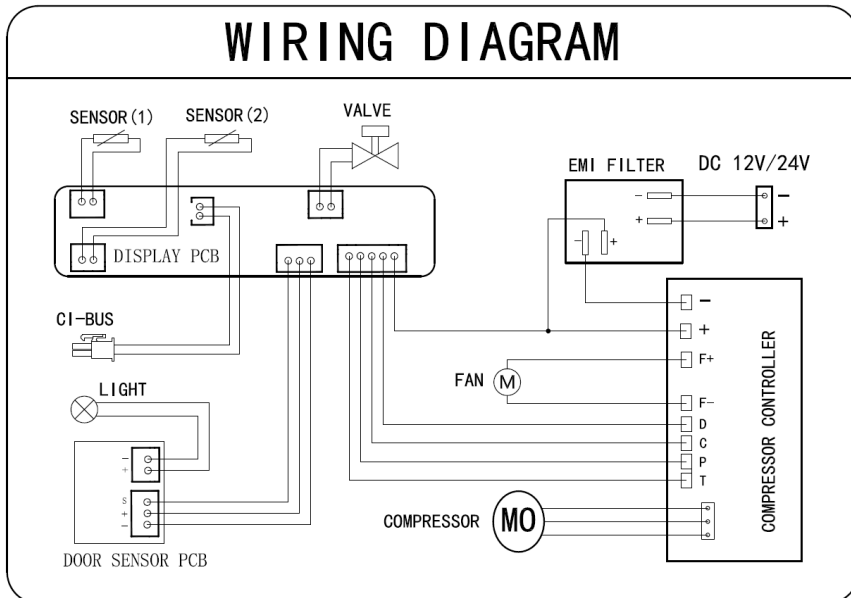 WIRING DIAGRAM
SENSOR(1)
SENSOR(2)
VALVE
EMI FILTER
DC 12V/24V
-
-
+
+
- +
DISPLAY PCB
-
+
CI-BUS
F+
FAN
M
LIGHT
F-
D
C
P
T
-
+
S
+
-
COMPRESSOR
MO
COMPRESSOR CONTROLLER
DOOR SENSOR PCB